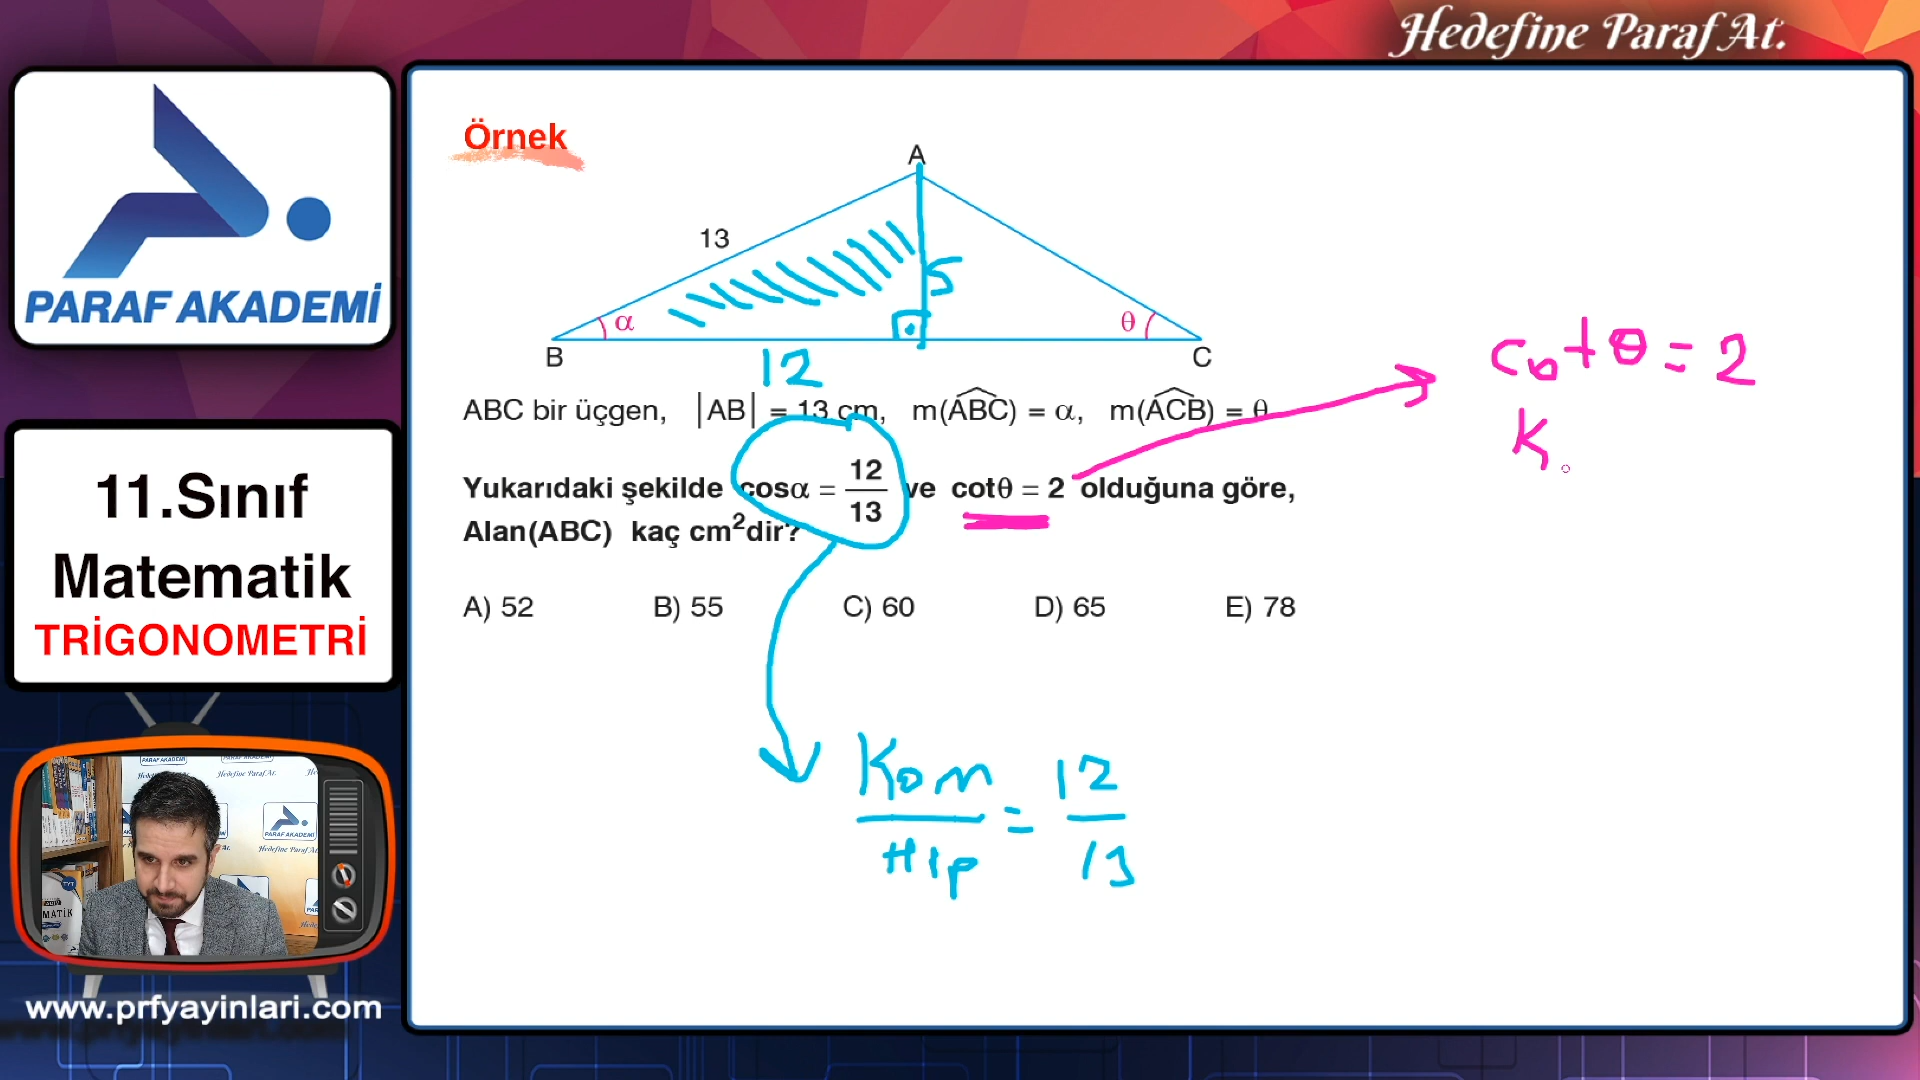 Hedefine Paraf At.
PARAF AKADEMİ
11.Sınıf
Matematik
TRİGONOMETRİ
www.prfyayinlari.com
Örnek
A
13
5
α
θ
B
12
C
ABC bir üçgen, |AB| = 13 cm, m(ABC) = α, m(ACB) = θ
Yukarıdaki şekilde cosα = 12/13 ve cotθ = 2 olduğuna göre,
Alan(ABC) kaç cm²dir?
A) 52 B) 55 C) 60 D) 65 E) 78
cotθ = 2
K
Kom/Hip = 12/13